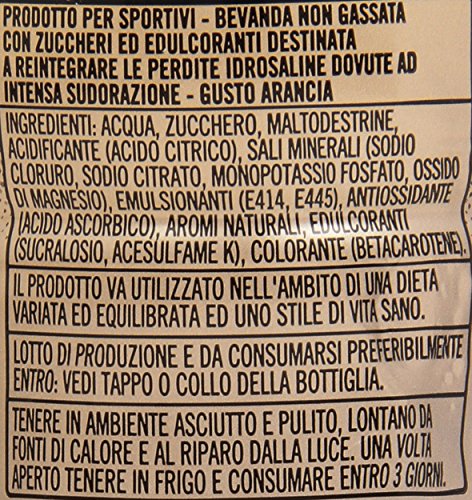 PRODOTTO PER SPORTIVI - BEVANDA NON GASSATA
CON ZUCCHERI ED EDULCORANTI DESTINATA
A REINTEGRARE LE PERDITE IDROSALINE DOVUTE AD
INTENSA SUDORAZIONE - GUSTO ARANCIA
INGREDIENTI: ACQUA, ZUCCHERO, MALTODESTRINE,
ACIDIFICANTE (ACIDO CITRICO), SALI MINERALI (SODIO
CLORURO, SODIO CITRATO, MONOPOTASSIO FOSFATO, OSSIDO
DI MAGNESIO), EMULSIONANTI (E414, E445), ANTIOSSIDANTE
(ACIDO ASCORBICO), AROMI NATURALI, EDULCORANTI
(SUCRALOSIO, ACESULFAME K), COLORANTE (BETACAROTENE).
IL PRODOTTO VA UTILIZZATO NELL'AMBITO DI UNA DIETA
VARIATA ED EQUILIBRATA ED UNO STILE DI VITA SANO.
LOTTO DI PRODUZIONE E DA CONSUMARSI PREFERIBILMENTE
ENTRO: VEDI TAPPO O COLLO DELLA BOTTIGLIA.
TENERE IN AMBIENTE ASCIUTTO E PULITO, LONTANO DA
FONTI DI CALORE E AL RIPARO DALLA LUCE. UNA VOLTA
APERTO TENERE IN FRIGO E CONSUMARE ENTRO 3 GIORNI.